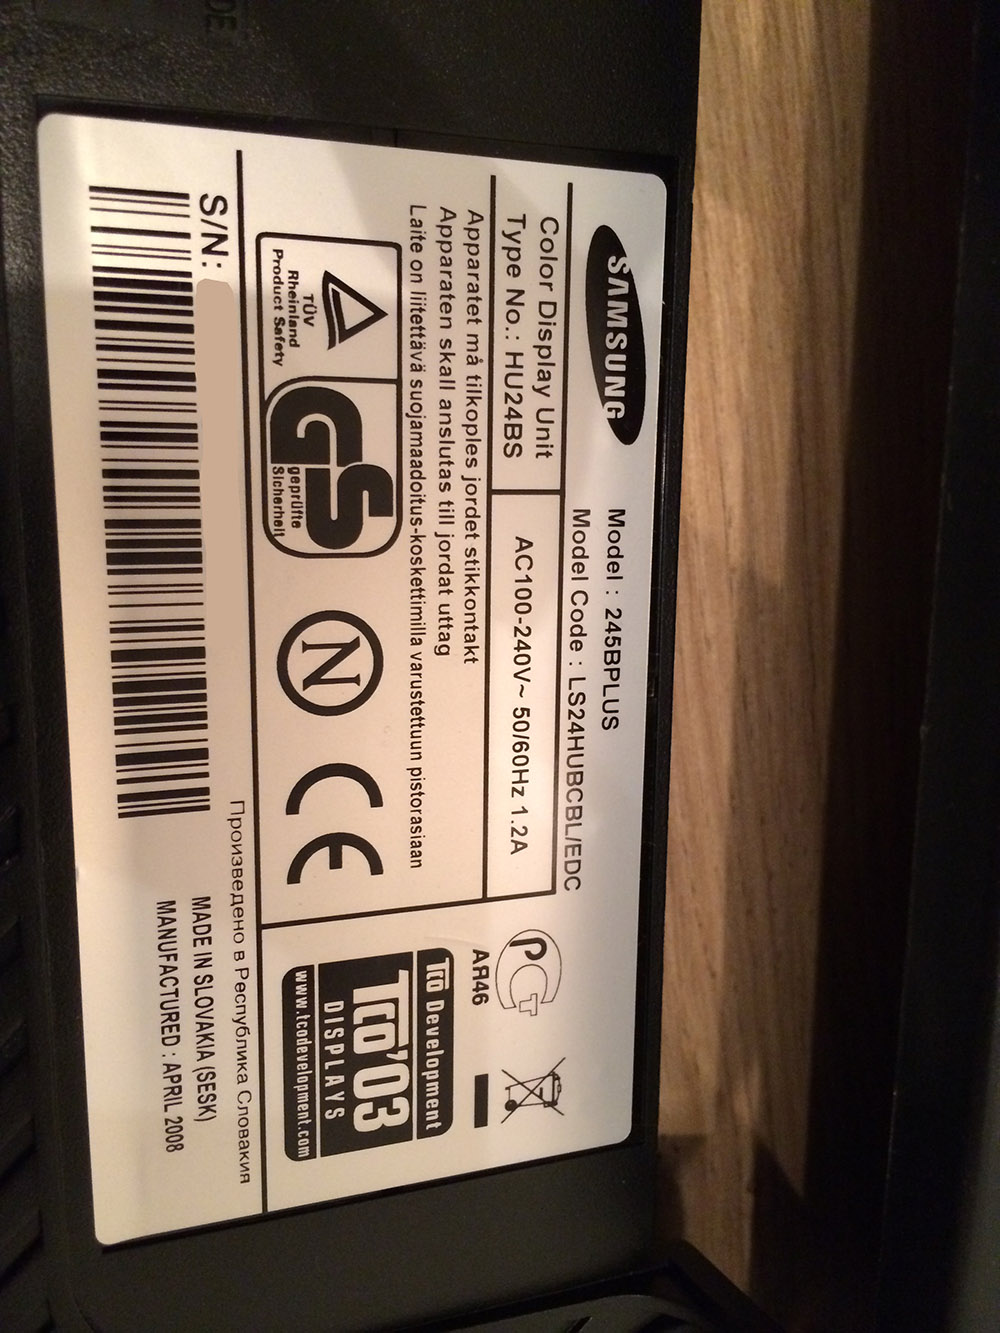 SAMSUNG
Model : 245BPLUS
Model Code : LS24HUBCBL/EDC
Color Display Unit
Type No.: HU24BS
AC100-240V~ 50/60Hz 1.2A
Apparatet må tilkoples jordet stikkontakt
Apparaten skall anslutas till jordat uttag
Laite on liitettävä suojamaadoitus-koskettimilla varustettuun pistorasiaan
TÜV
Rheinland
Product Safety
GS
geprüfte
Sicherheit
N
CE
РСТ
АЯ46
TCO Development
TCO'03
DISPLAYS
www.tcodevelopment.com
Произведено в Республика Словакия
S/N:
MADE IN SLOVAKIA (SESK)
MANUFACTURED : APRIL 2008